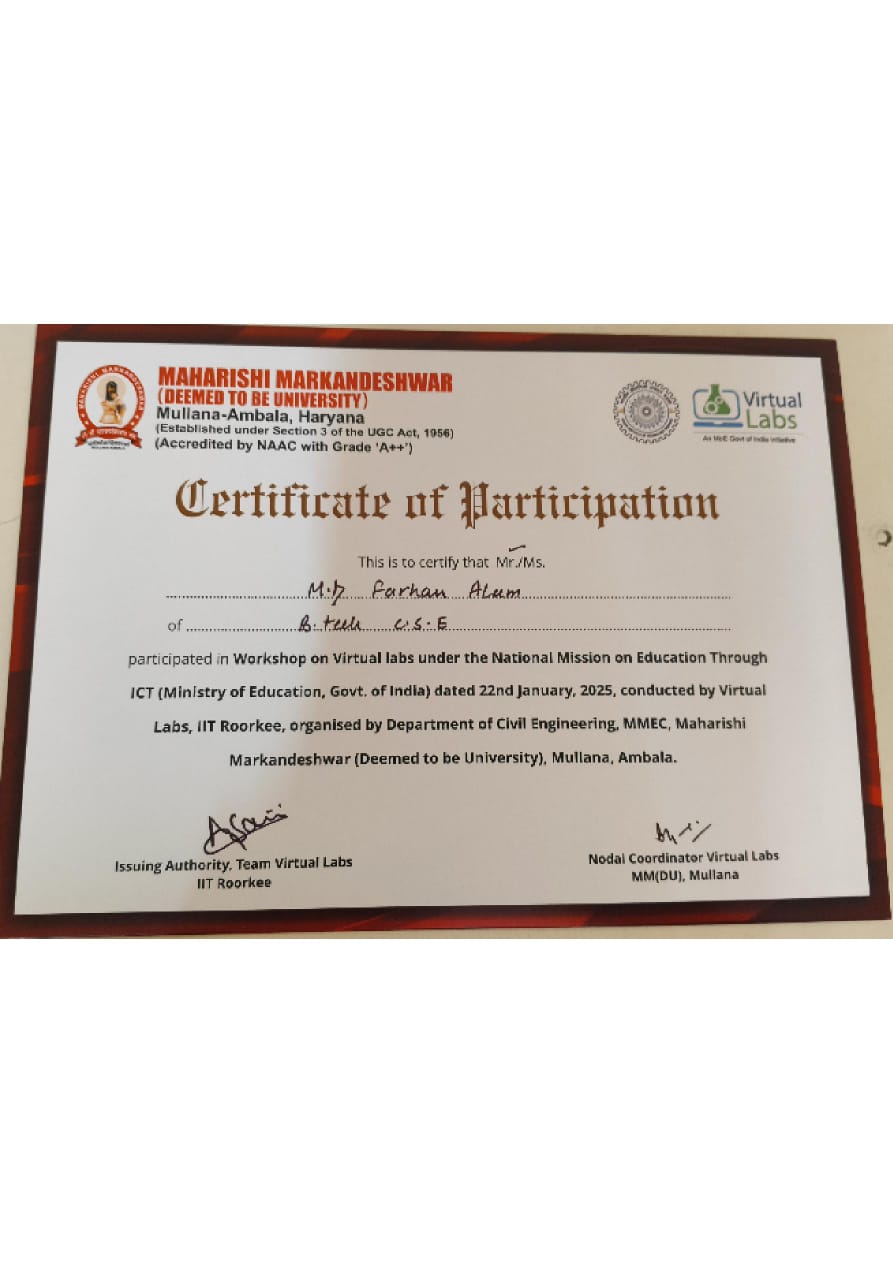 MAHARISHI MARKANDESHWAR
(DEEMED TO BE UNIVERSITY)
Mullana-Ambala, Haryana
(Established under Section 3 of the UGC Act, 1956)
(Accredited by NAAC with Grade ‘A++’)
Virtual
Labs
An MoE Govt of India Initiative
Certificate of Participation
This is to certify that Mr./Ms.
M.D Farhan Alum
of B.tech C.S.E
participated in Workshop on Virtual labs under the National Mission on Education Through
ICT (Ministry of Education, Govt. of India) dated 22nd January, 2025, conducted by Virtual
Labs, IIT Roorkee, organised by Department of Civil Engineering, MMEC, Maharishi
Markandeshwar (Deemed to be University), Mullana, Ambala.
Issuing Authority, Team Virtual Labs
IIT Roorkee
Nodal Coordinator Virtual Labs
MM(DU), Mullana